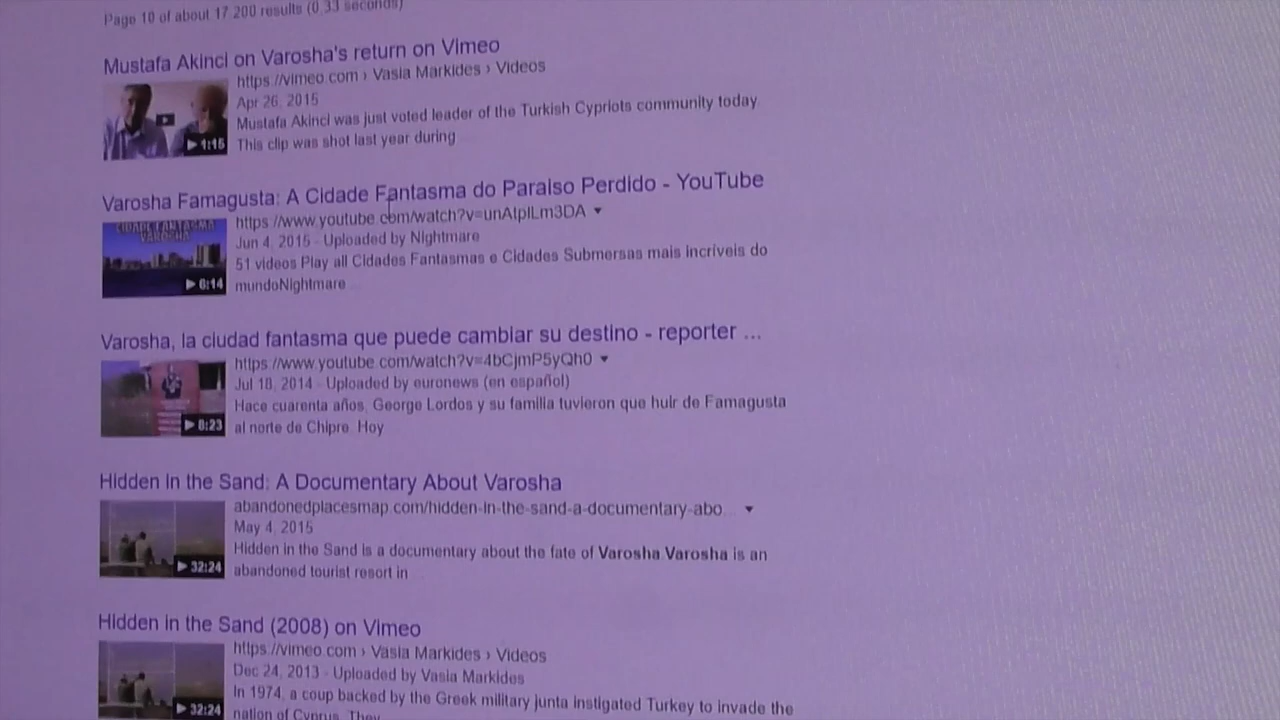 Page 10 of about 17 200 results (0.33 seconds)
Mustafa Akinci on Varosha's return on Vimeo
https://vimeo.com › Vasia Markides › Videos
Apr 26, 2015
Mustafa Akinci was just voted leader of the Turkish Cypriots community today
This clip was shot last year during
1:15
Varosha Famagusta: A Cidade Fantasma do Paraiso Perdido - YouTube
https://www.youtube.com/watch?v=unAtpILm3DA
Jun 4, 2015 - Uploaded by Nightmare
51 videos Play all Cidades Fantasmas e Cidades Submersas mais incríveis do
mundoNightmare
CIDADE FANTASMA
VAROSHA
6:14
Varosha, la ciudad fantasma que puede cambiar su destino - reporter ...
https://www.youtube.com/watch?v=4bCjmP5yQh0
Jul 18, 2014 - Uploaded by euronews (en español)
Hace cuarenta años, George Lordos y su familia tuvieron que huir de Famagusta
al norte de Chipre. Hoy
8:23
Hidden in the Sand: A Documentary About Varosha
abandonedplacesmap.com/hidden-in-the-sand-a-documentary-abo
May 4, 2015
Hidden in the Sand is a documentary about the fate of Varosha Varosha is an
abandoned tourist resort in
32:24
Hidden in the Sand (2008) on Vimeo
https://vimeo.com › Vasia Markides › Videos
Dec 24, 2013 - Uploaded by Vasia Markides
In 1974, a coup backed by the Greek military junta instigated Turkey to invade the
nation of Cyprus. They
32:24